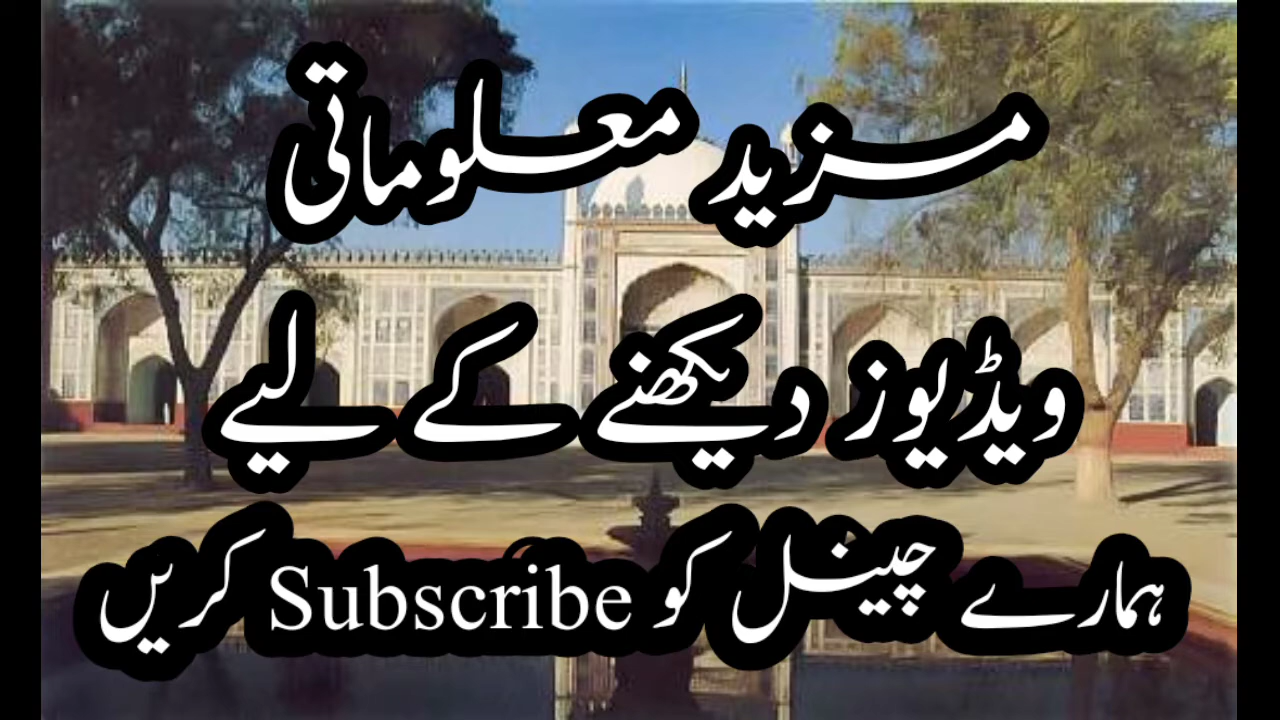 مزید معلوماتی
ویڈیوز دیکھنے کے لیے
ہمارے چینل کو Subscribe کریں